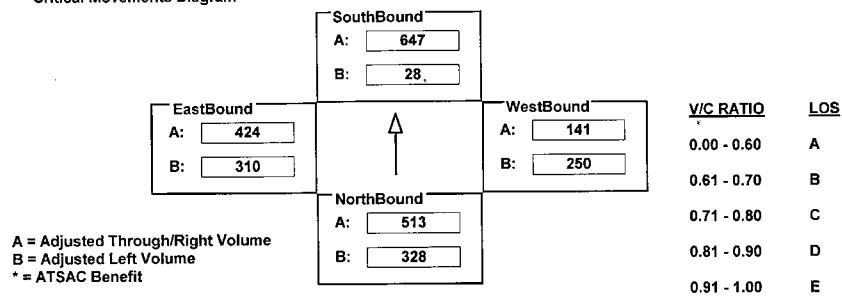 Critical Movements Diagram
SouthBound
A: 647
B: 28
EastBound
A: 424
B: 310
WestBound
A: 141
B: 250
NorthBound
A: 513
B: 328
A = Adjusted Through/Right Volume
B = Adjusted Left Volume
* = ATSAC Benefit
V/C RATIO LOS
0.00 - 0.60 A
0.61 - 0.70 B
0.71 - 0.80 C
0.81 - 0.90 D
0.91 - 1.00 E